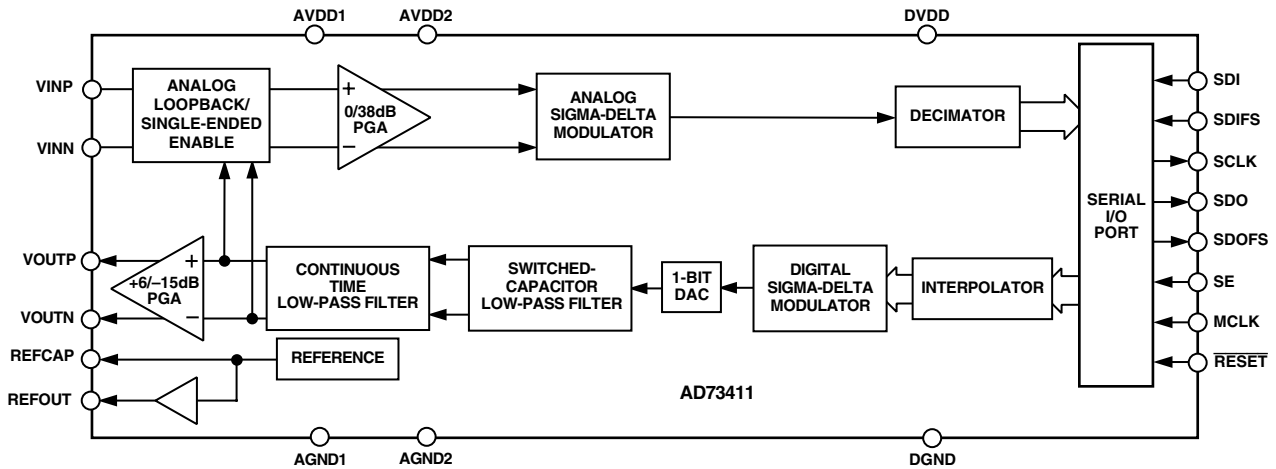 AVDD1
AVDD2
DVDD
VINP
VINN
ANALOG
LOOPBACK/
SINGLE-ENDED
ENABLE
+
0/38dB
PGA
−
ANALOG
SIGMA-DELTA
MODULATOR
DECIMATOR
SERIAL
I/O
PORT
SDI
SDIFS
SCLK
SDO
SDOFS
SE
MCLK
RESET
VOUTP
VOUTN
+
+6/−15dB
PGA
−
CONTINUOUS
TIME
LOW-PASS FILTER
SWITCHED-
CAPACITOR
LOW-PASS FILTER
1-BIT
DAC
DIGITAL
SIGMA-DELTA
MODULATOR
INTERPOLATOR
REFCAP
REFOUT
REFERENCE
AD73411
AGND1
AGND2
DGND